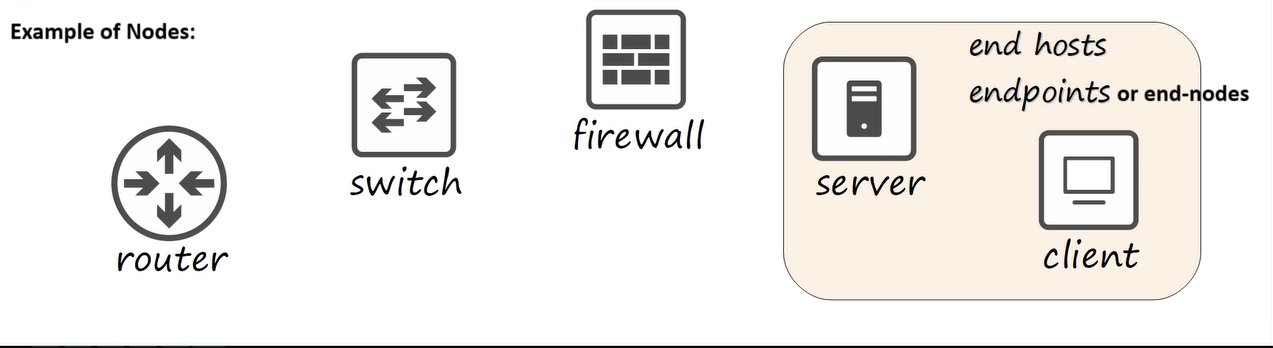 Example of Nodes:
router
switch
firewall
server
end hosts
endpoints or end-nodes
client